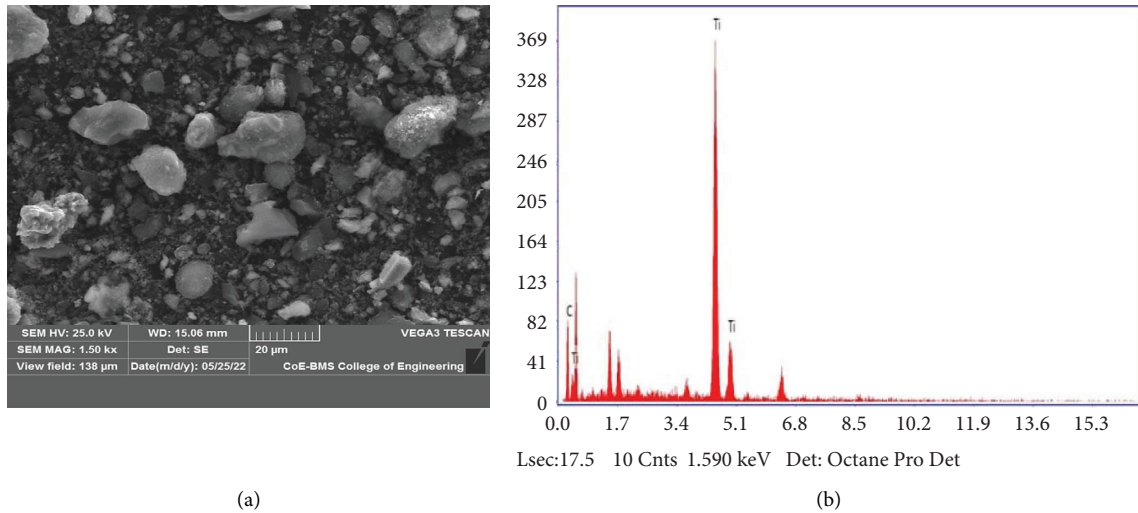 SEM HV: 25.0 kV WD: 15.06 mm VEGA3 TESCAN
SEM MAG: 1.50 kx Det: SE 20 µm
View field: 138 µm Date(m/d/y): 05/25/22 CoE-BMS College of Engineering
(a)
Ti
C
Ti
Ti
369
328
287
246
205
164
123
82
41
0
0.0 1.7 3.4 5.1 6.8 8.5 10.2 11.9 13.6 15.3
Lsec:17.5 10 Cnts 1.590 keV Det: Octane Pro Det
(b)